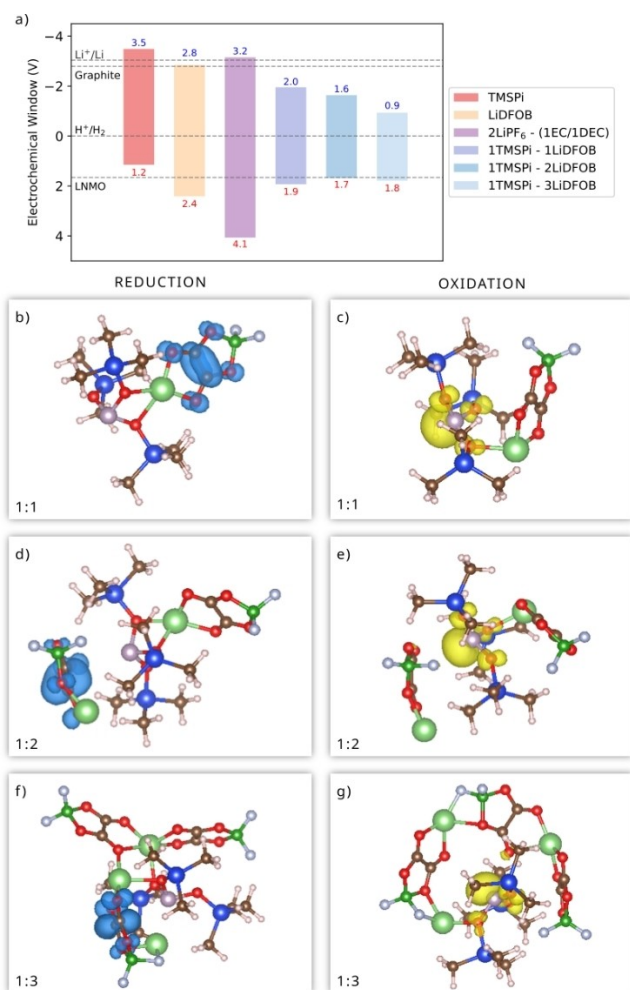 a)
Electrochemical Window (V)
−4
−2
0
2
4
Li⁺/Li
Graphite
H⁺/H₂
LNMO
3.5
2.8
3.2
2.0
1.6
0.9
1.2
2.4
4.1
1.9
1.7
1.8
TMSPi
LiDFOB
2LiPF₆ - (1EC/1DEC)
1TMSPi - 1LiDFOB
1TMSPi - 2LiDFOB
1TMSPi - 3LiDFOB
REDUCTION
OXIDATION
b)
1:1
c)
1:1
d)
1:2
e)
1:2
f)
1:3
g)
1:3